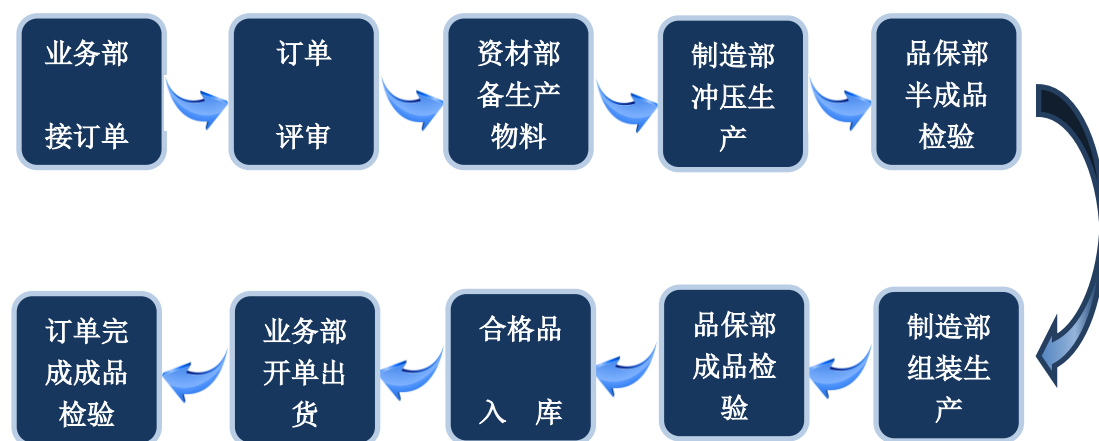 业务部
接订单
订单
评审
资材部
备生产
物料
制造部
冲压生
产
品保部
半成品
检验
制造部
组装生
产
品保部
成品检
验
合格品
入 库
业务部
开单出
货
订单完
成成品
检验